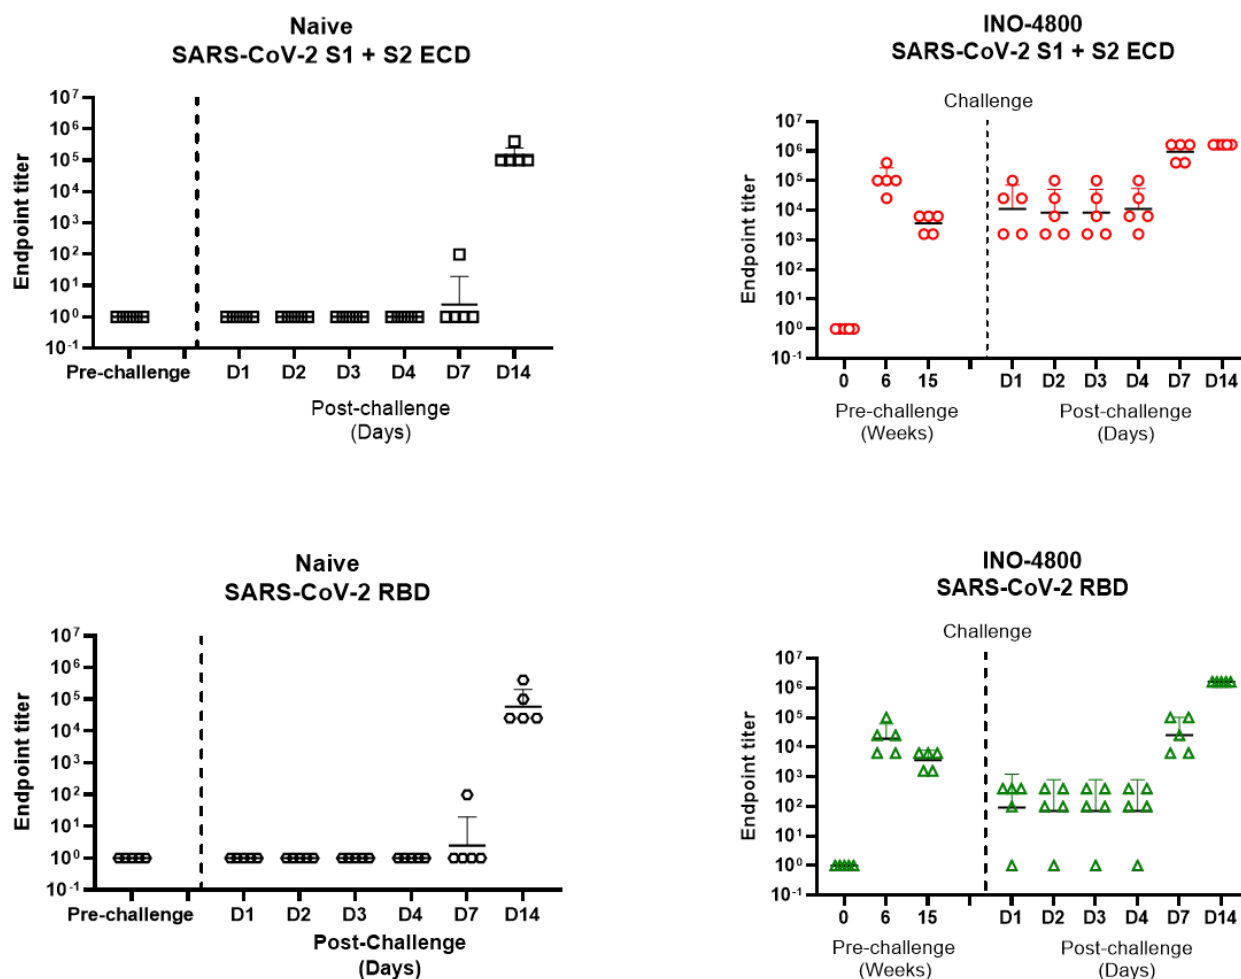 Naive
SARS-CoV-2 S1 + S2 ECD
Endpoint titer
10⁷
10⁶
10⁵
10⁴
10³
10²
10¹
10⁰
10⁻¹
Pre-challenge
D1 D2 D3 D4 D7 D14
Post-challenge
(Days)
INO-4800
SARS-CoV-2 S1 + S2 ECD
Challenge
Endpoint titer
10⁷
10⁶
10⁵
10⁴
10³
10²
10¹
10⁰
10⁻¹
0 6 15 D1 D2 D3 D4 D7 D14
Pre-challenge
(Weeks)
Post-challenge
(Days)
Naive
SARS-CoV-2 RBD
Endpoint titer
10⁷
10⁶
10⁵
10⁴
10³
10²
10¹
10⁰
10⁻¹
Pre-challenge
D1 D2 D3 D4 D7 D14
Post-Challenge
(Days)
INO-4800
SARS-CoV-2 RBD
Challenge
Endpoint titer
10⁷
10⁶
10⁵
10⁴
10³
10²
10¹
10⁰
10⁻¹
0 6 15 D1 D2 D3 D4 D7 D14
Pre-challenge
(Weeks)
Post-challenge
(Days)